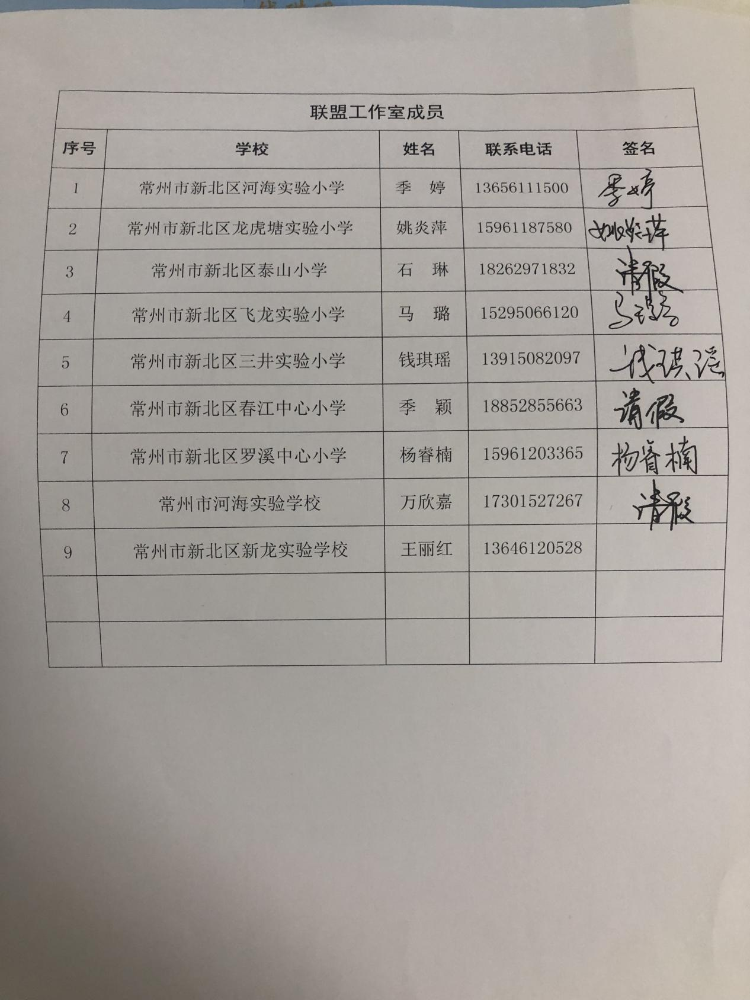 联盟工作室成员
序号 学校 姓名 联系电话 签名
1 常州市新北区河海实验小学 季 婷 13656111500 季婷
2 常州市新北区龙虎塘实验小学 姚炎萍 15961187580 姚炎萍
3 常州市新北区泰山小学 石 琳 18262971832 请假
4 常州市新北区飞龙实验小学 马 璐 15295066120 马璐
5 常州市新北区三井实验小学 钱琪瑶 13915082097 钱琪瑶
6 常州市新北区春江中心小学 季 颖 18852855663 请假
7 常州市新北区罗溪中心小学 杨睿楠 15961203365 杨睿楠
8 常州市河海实验学校 万欣嘉 17301527267 请假
9 常州市新北区新龙实验学校 王丽红 13646120528